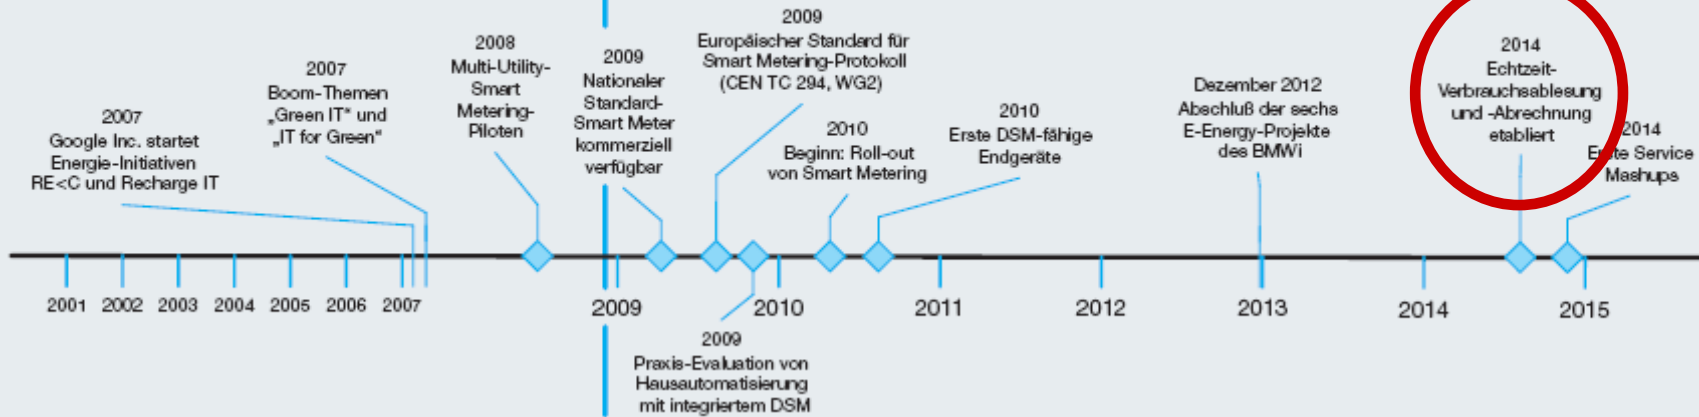 2007
Google Inc. startet
Energie-Initiativen
RE<C und Recharge IT
2007
Boom-Themen
„Green IT“ und
„IT for Green“
2008
Multi-Utility-
Smart
Metering-
Piloten
2009
Nationaler
Standard-
Smart Meter
kommerziell
verfügbar
2009
Europäischer Standard für
Smart Metering-Protokoll
(CEN TC 294, WG2)
2010
Beginn: Roll-out
von Smart Metering
2010
Erste DSM-fähige
Endgeräte
Dezember 2012
Abschluß der sechs
E-Energy-Projekte
des BMWi
2014
Echtzeit-
Verbrauchsablesung
und -Abrechnung
etabliert
2014
Erste Service
Mashups
2001 2002 2003 2004 2005 2006 2007 2009 2010 2011 2012 2013 2014 2015
2009
Praxis-Evaluation von
Hausautomatisierung
mit integriertem DSM